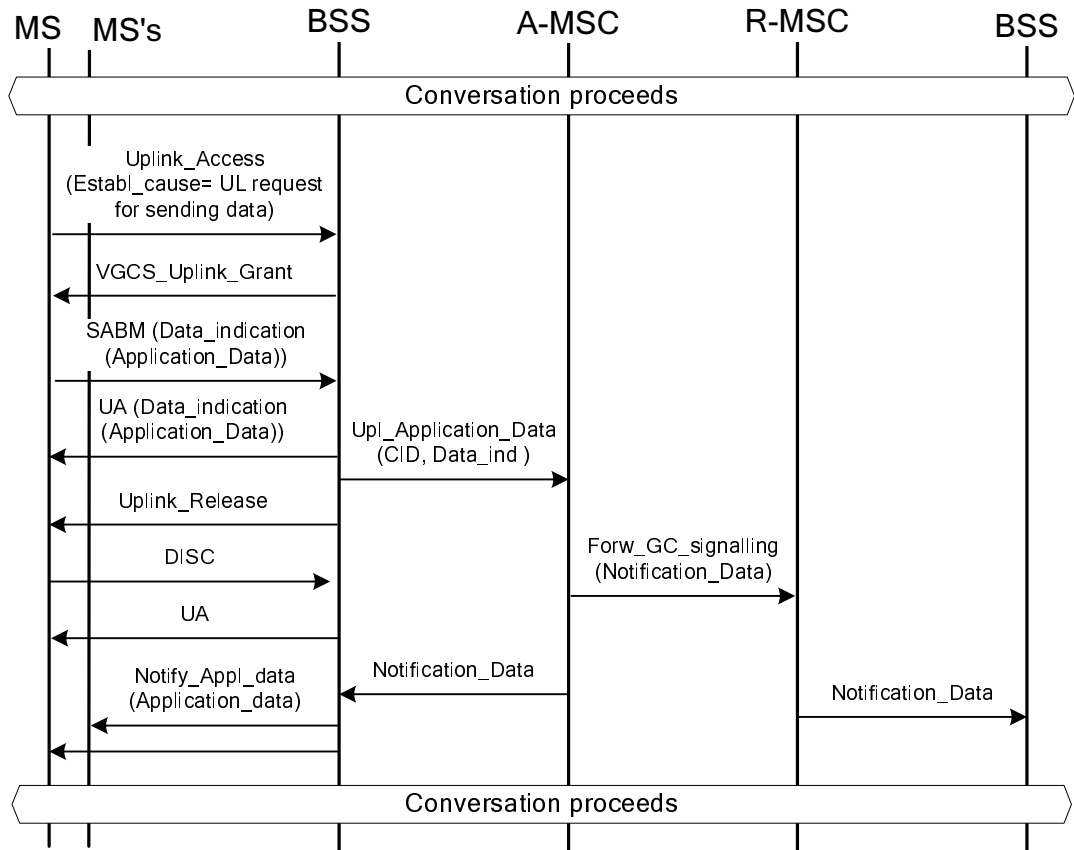 MS
MS's
BSS
A-MSC
R-MSC
BSS
Conversation proceeds
Uplink_Access
(Establ_cause= UL request
for sending data)
VGCS_Uplink_Grant
SABM (Data_indication
(Application_Data))
UA (Data_indication
(Application_Data))
Upl_Application_Data
(CID, Data_ind )
Uplink_Release
Forw_GC_signalling
(Notification_Data)
DISC
UA
Notify_Appl_data
(Application_data)
Notification_Data
Notification_Data
Conversation proceeds